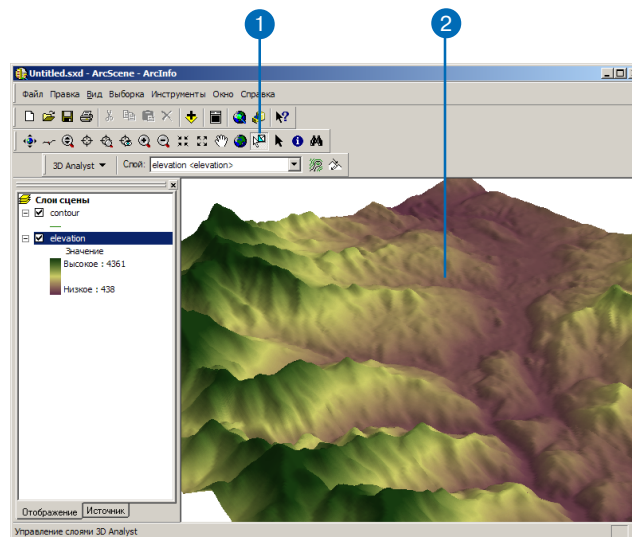 1
2
Untitled.sxd - ArcScene - ArcInfo
Файл Правка Вид Выборка Инструменты Окно Справка
3D Analyst Слой: elevation <elevation>
Слои сцены
contour
elevation
Значение
Высокое : 4361
Низкое : 438
Отображение Источник
Управление слоями 3D Analyst